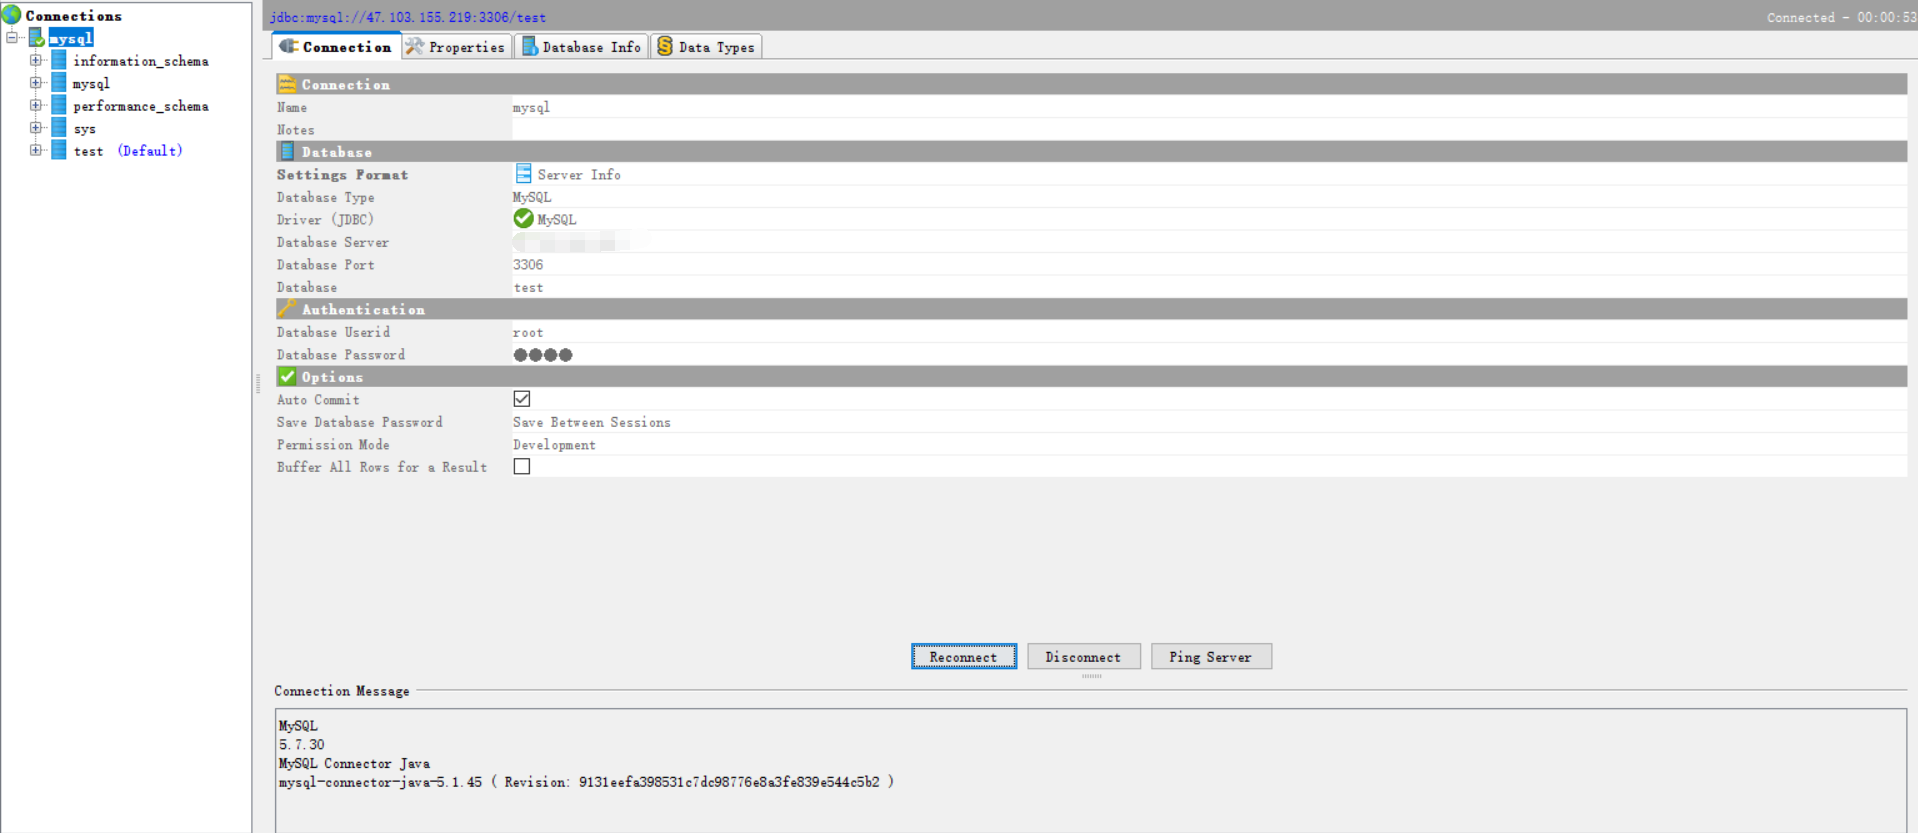 Connections
mysql
information_schema
mysql
performance_schema
sys
test (Default)
jdbc:mysql://47.103.155.219:3306/test
Connected - 00:00:53
Connection Properties Database Info Data Types
Connection
Name mysql
Notes
Database
Settings Format Server Info
Database Type MySQL
Driver (JDBC) MySQL
Database Server
Database Port 3306
Database test
Authentication
Database Userid root
Database Password ●●●●
Options
Auto Commit
Save Database Password Save Between Sessions
Permission Mode Development
Buffer All Rows for a Result
Reconnect Disconnect Ping Server
Connection Message
MySQL
5.7.30
MySQL Connector Java
mysql-connector-java-5.1.45 ( Revision: 9131eefa398531c7dc98776e8a3fe839e544c5b2 )